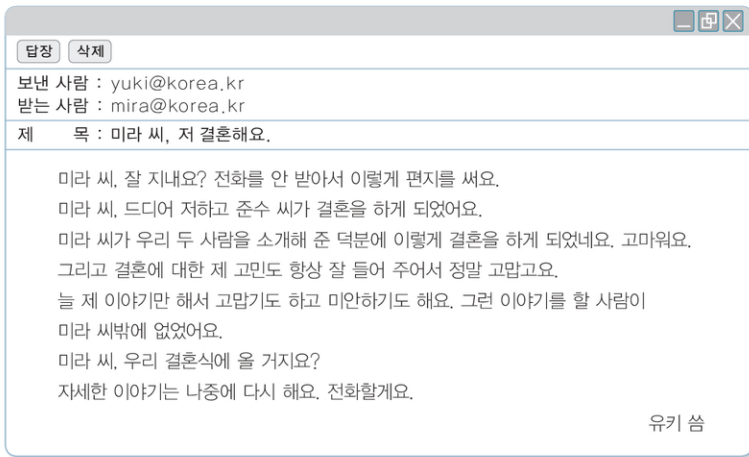 답장 삭제
보낸 사람 : yuki@korea.kr
받는 사람 : mira@korea.kr
제 목 : 미라 씨, 저 결혼해요.
미라 씨, 잘 지내요? 전화를 안 받아서 이렇게 편지를 써요.
미라 씨, 드디어 저하고 준수 씨가 결혼을 하게 되었어요.
미라 씨가 우리 두 사람을 소개해 준 덕분에 이렇게 결혼을 하게 되었네요. 고마워요.
그리고 결혼에 대한 제 고민도 항상 잘 들어 주어서 정말 고맙고요.
늘 제 이야기만 해서 고맙기도 하고 미안하기도 해요. 그런 이야기를 할 사람이
미라 씨밖에 없었어요.
미라 씨, 우리 결혼식에 올 거지요?
자세한 이야기는 나중에 다시 해요. 전화할게요.
유키 씀